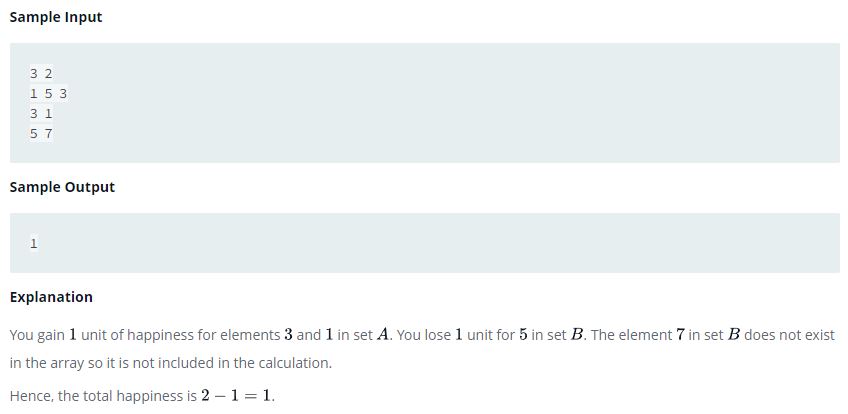 Sample Input
3 2
1 5 3
3 1
5 7
Sample Output
1
Explanation
You gain 1 unit of happiness for elements 3 and 1 in set A. You lose 1 unit for 5 in set B. The element 7 in set B does not exist
in the array so it is not included in the calculation.
Hence, the total happiness is 2 − 1 = 1.